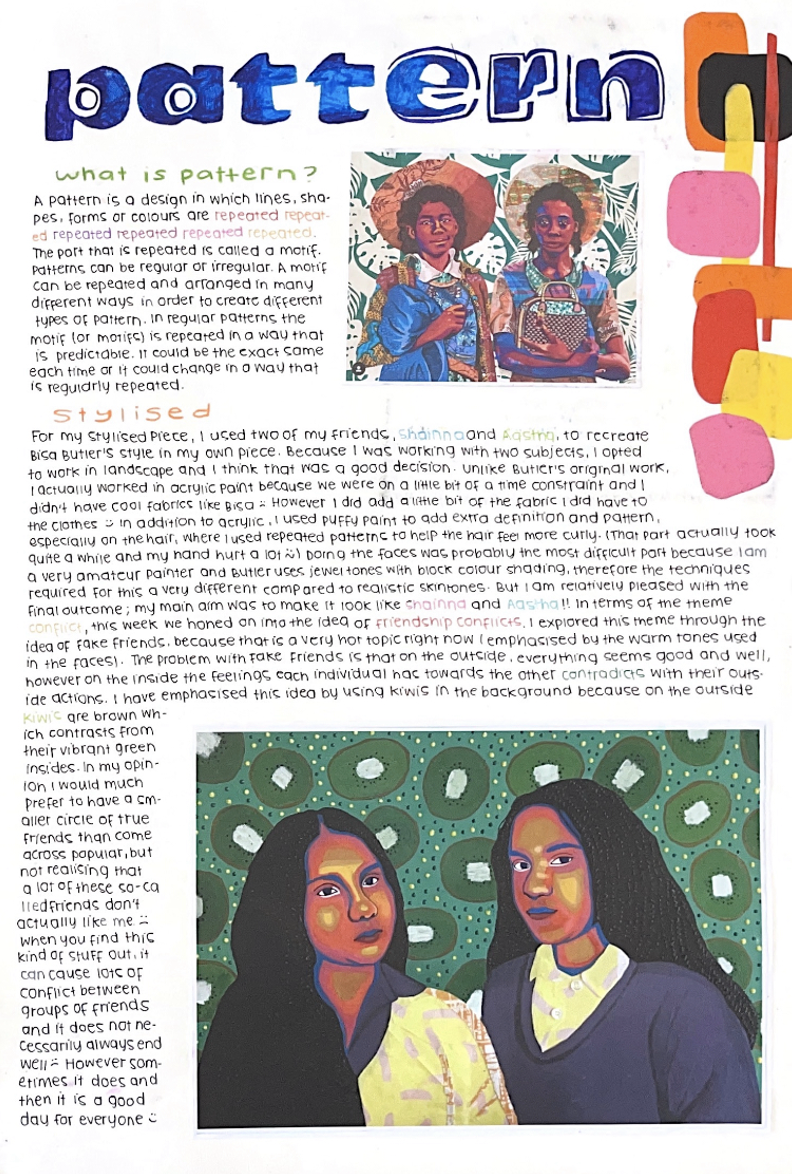 pattern
what is pattern?
A pattern is a design in which lines, sha-
pes, forms or colours are repeated repeat-
ed repeated repeated repeated repeated.
The part that is repeated is called a motif.
Patterns can be regular or irregular. A motif
can be repeated and arranged in many
different ways in order to create different
types of pattern. In regular patterns the
motif (or motifs) is repeated in a way that
is predictable. It could be the exact same
each time or it could change in a way that
is regularly repeated.
stylised
For my stylised piece, I used two of my friends, Shainna and Aastha, to recreate
Bisa Butler's style in my own piece. Because I was working with two subjects, I opted
to work in landscape and I think that was a good decision. Unlike Butler's original work,
I actually worked in acrylic paint because we were on a little bit of a time constraint and I
didn't have cool fabrics like Bisa :( However I did add a little bit of the fabric I did have to
the clothes :) In addition to acrylic, I used puffy paint to add extra definition and pattern,
especially on the hair, where I used repeated patterns to help the hair feel more curly. (That part actually took
quite a while and my hand hurt a lot :)) Doing the faces was probably the most difficult part because I am
a very amateur painter and Butler uses jewel tones with block colour shading, therefore the techniques
required for this a very different compared to realistic skintones. But I am relatively pleased with the
final outcome; my main aim was to make it look like Shainna and Aastha!! In terms of the theme
conflict, this week we honed on into the idea of friendship conflicts. I explored this theme through the
idea of fake friends, because that is a very hot topic right now (emphasised by the warm tones used
in the faces). The problem with fake friends is that on the outside, everything seems good and well,
however on the inside the feelings each individual has towards the other contradicts with their outs-
ide actions. I have emphasised this idea by using kiwis in the background because on the outside
kiwis are brown wh-
ich contrasts from
their vibrant green
insides. In my opin-
ion I would much
prefer to have a sm-
aller circle of true
friends than come
across popular, but
not realising that
a lot of these so-ca
lled friends don't
actually like me :(
When you find this
kind of stuff out, it
can cause lots of
conflict between
groups of friends
and it does not ne-
cessarily always end
well :( However som-
etimes it does and
then it is a good
day for everyone :)